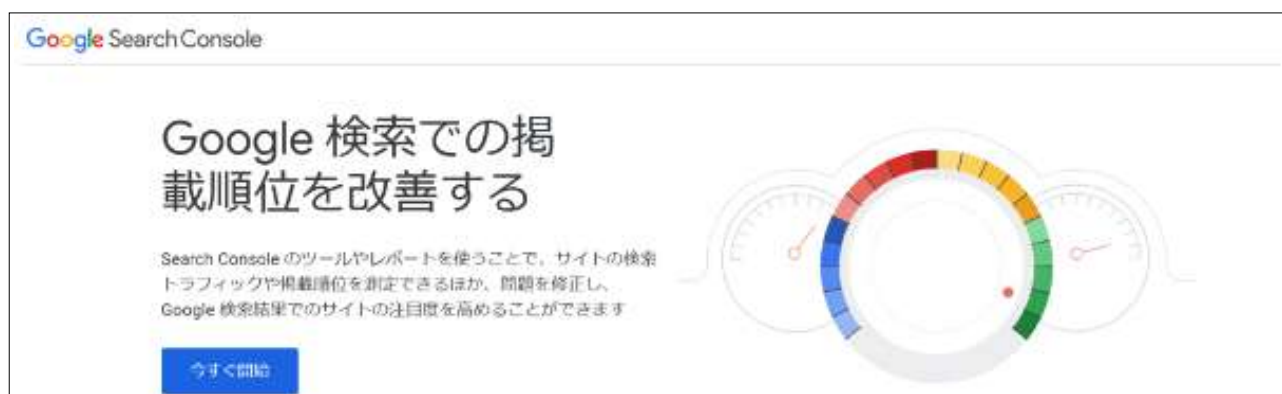 Google Search Console
Google 検索での掲
載順位を改善する
Search Console のツールやレポートを使うことで、サイトの検索
トラフィックや掲載順位を測定できるほか、問題を修正し、
Google 検索結果でのサイトの注目度を高めることができます
今すぐ開始